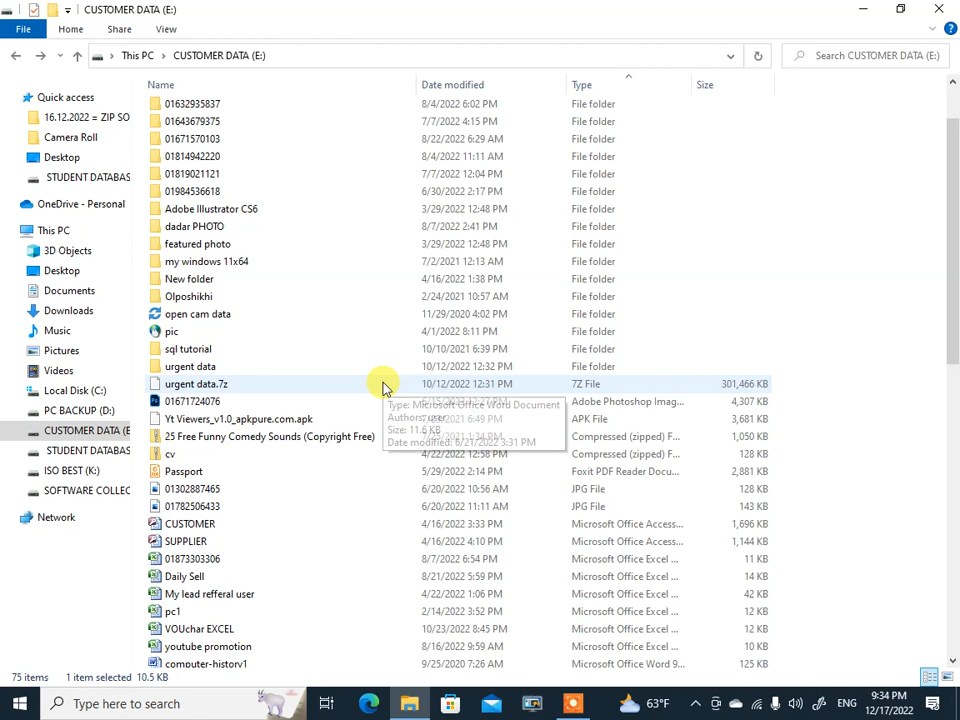 CUSTOMER DATA (E:)
File Home Share View
This PC CUSTOMER DATA (E:) Search CUSTOMER DATA (E:)
Name Date modified Type Size
Quick access
16.12.2022 = ZIP SO
Camera Roll
Desktop
STUDENT DATABAS
OneDrive - Personal
This PC
3D Objects
Desktop
Documents
Downloads
Music
Pictures
Videos
Local Disk (C:)
PC BACKUP (D:)
CUSTOMER DATA (E
STUDENT DATABAS
ISO BEST (K:)
SOFTWARE COLLEC
Network
01632935837 8/4/2022 6:02 PM File folder
01643679375 7/7/2022 4:15 PM File folder
01671570103 8/22/2022 6:29 AM File folder
01814942220 8/4/2022 11:11 AM File folder
01819021121 7/7/2022 12:04 PM File folder
01984536618 6/30/2022 2:17 PM File folder
Adobe Illustrator CS6 3/29/2022 12:48 PM File folder
dadar PHOTO 8/7/2022 2:41 PM File folder
featured photo 3/29/2022 12:48 PM File folder
my windows 11x64 7/2/2022 12:13 AM File folder
New folder 4/16/2022 1:38 PM File folder
Olposhikhi 2/24/2021 10:57 AM File folder
open cam data 11/29/2020 4:02 PM File folder
pic 4/1/2022 8:11 PM File folder
sql tutorial 10/10/2021 6:39 PM File folder
urgent data 10/12/2022 12:32 PM File folder
urgent data.7z 10/12/2022 12:31 PM 7Z File 301,466 KB
01671724076 Adobe Photoshop Imag... 4,307 KB
Yt Viewers_v1.0_apkpure.com.apk 6:49 PM APK File 3,681 KB
25 Free Funny Comedy Sounds (Copyright Free) 1:34 PM Compressed (zipped) F... 1,050 KB
cv 4/22/2022 12:58 PM Compressed (zipped) F... 128 KB
Passport 5/29/2022 2:14 PM Foxit PDF Reader Docu... 2,881 KB
01302887465 6/20/2022 10:56 AM JPG File 128 KB
01782506433 6/20/2022 11:11 AM JPG File 143 KB
CUSTOMER 4/16/2022 3:33 PM Microsoft Office Access... 1,696 KB
SUPPLIER 4/16/2022 4:10 PM Microsoft Office Access... 1,144 KB
01873303306 8/7/2022 6:54 PM Microsoft Office Excel ... 11 KB
Daily Sell 8/21/2022 5:59 PM Microsoft Office Excel ... 14 KB
My lead refferal user 4/22/2022 1:06 PM Microsoft Office Excel ... 42 KB
pc1 2/14/2022 3:52 PM Microsoft Office Excel ... 12 KB
VOUchar EXCEL 10/23/2022 8:45 PM Microsoft Office Excel ... 12 KB
youtube promotion 8/16/2022 9:59 AM Microsoft Office Excel ... 10 KB
computer-history1 9/25/2020 7:26 AM Microsoft Office Word 9... 125 KB
Type: Microsoft Office Word Document
Authors: user
Size: 11.6 KB
Date modified: 6/21/2022 3:31 PM
75 items 1 item selected 10.5 KB
Type here to search
63°F
ENG
9:34 PM
12/17/2022